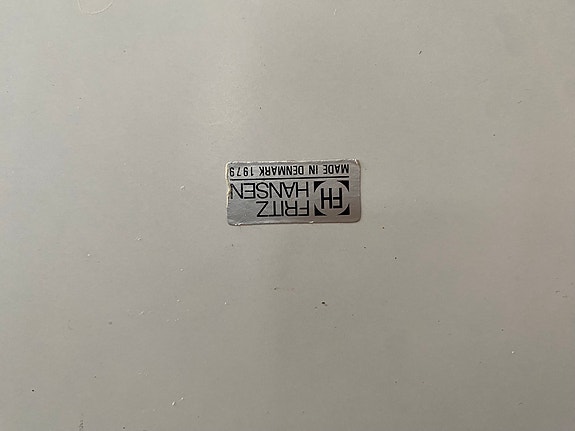 FH
FRITZ
HANSEN
MADE IN DENMARK 1979